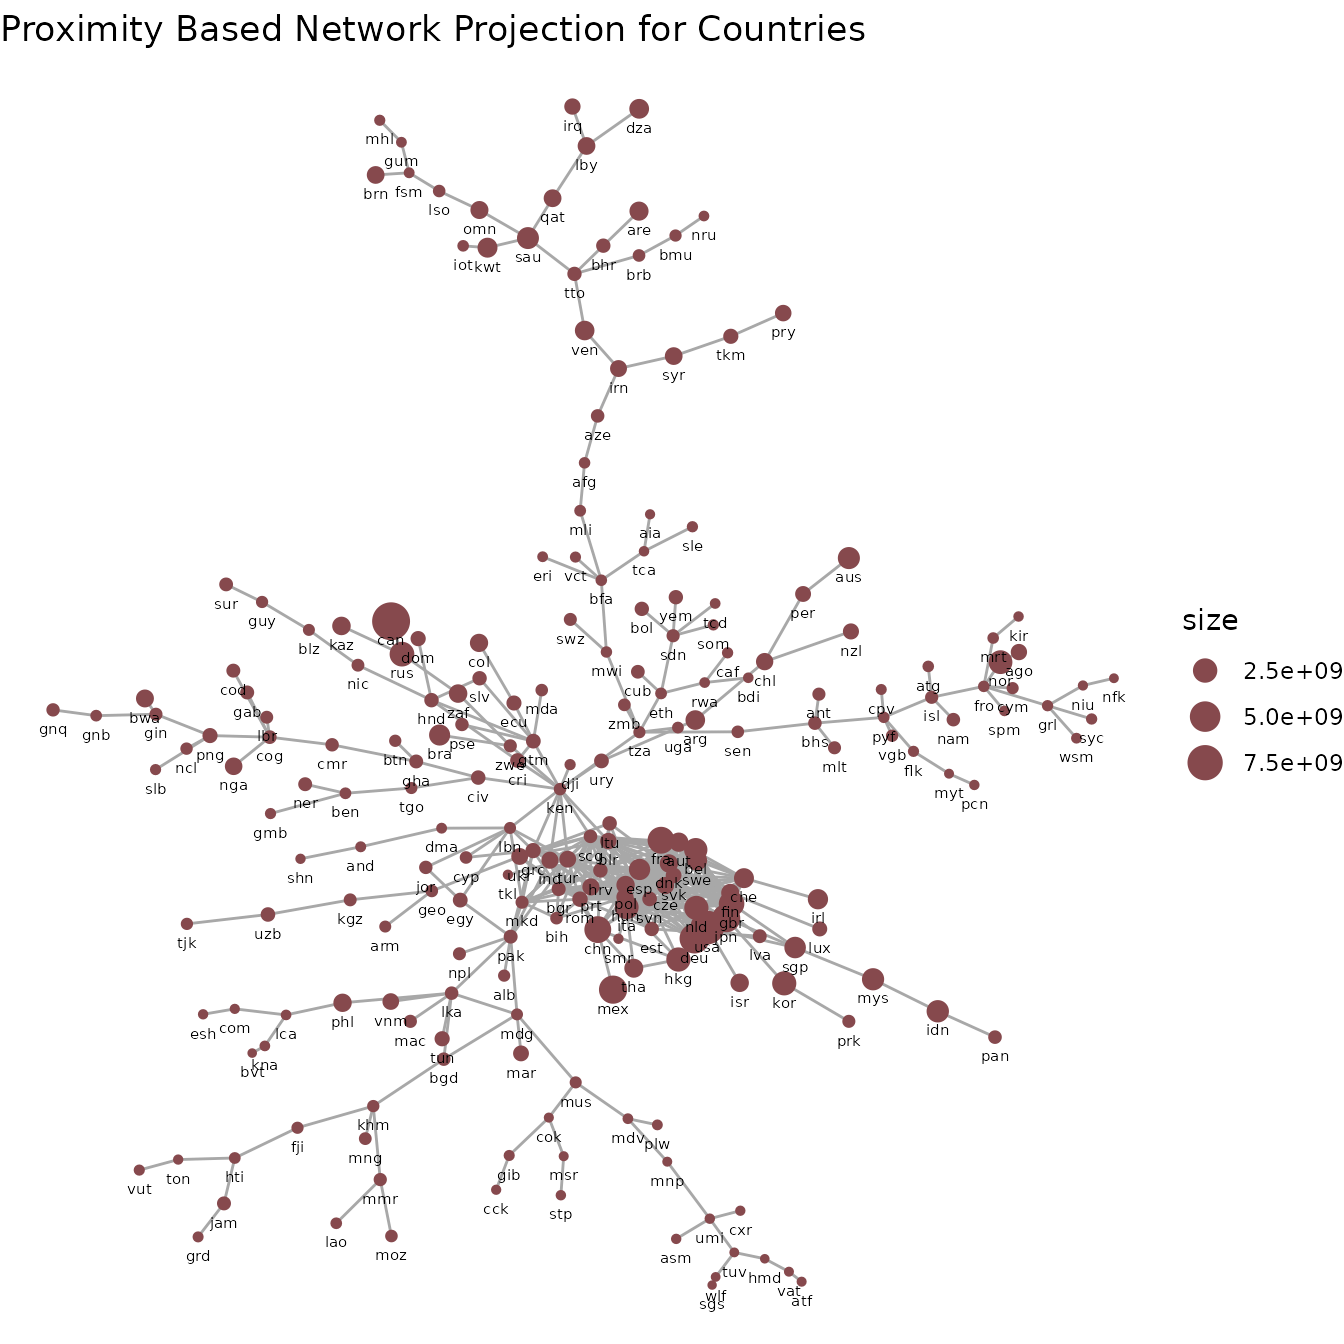 Proximity Based Network Projection for Countries
irq
dza
mhl
gum
lby
brn
fsm
lso
omn
qat
are
nru
iot
kwt
sau
bhr
brb
bmu
tto
ven
pry
tkm
irn
syr
aze
afg
mli
aia
sle
eri
vct
tca
bfa
aus
sur
guy
blz
kaz
can
dom
col
swz
bol
yem
tcd
som
per
nzl
kir
nic
rus
slv
mwi
sdn
caf
chl
mrt
nor
ago
cod
gab
hnd
zaf
ecu
mda
cub
eth
rwa
bdi
atg
fro
cym
niu
nfk
gnq
gnb
bwa
gin
lbr
cog
bra
pse
zwe
gtm
cri
zmb
tza
uga
arg
sen
ant
bhs
cpv
pyf
isl
nam
spm
grl
syc
wsm
ncl
png
slb
nga
cmr
btn
gha
civ
dji
ury
mlt
vgb
flk
myt
pcn
ner
ben
tgo
ken
gmb
dma
lbn
scg
ltu
blr
fra
aut
bel
shn
and
jor
cyp
ukr
grc
ind
tur
hrv
esp
dnk
swe
svk
che
tkl
bgr
prt
pol
cze
fin
geo
egy
mkd
rom
hun
svn
gbr
irl
tjk
uzb
kgz
arm
bih
ita
nld
jpn
usa
lux
npl
pak
chn
smr
est
deu
lva
sgp
alb
mex
tha
hkg
isr
kor
mys
idn
esh
com
lca
phl
vnm
lka
mac
mdg
prk
pan
bvt
kna
tun
bgd
mar
khm
mus
fji
mng
cok
mdv
plw
vut
ton
hti
mmr
gib
msr
mnp
jam
cck
stp
grd
lao
moz
umi
cxr
asm
tuv
hmd
vat
atf
wlf
sgs
size
2.5e+09
5.0e+09
7.5e+09